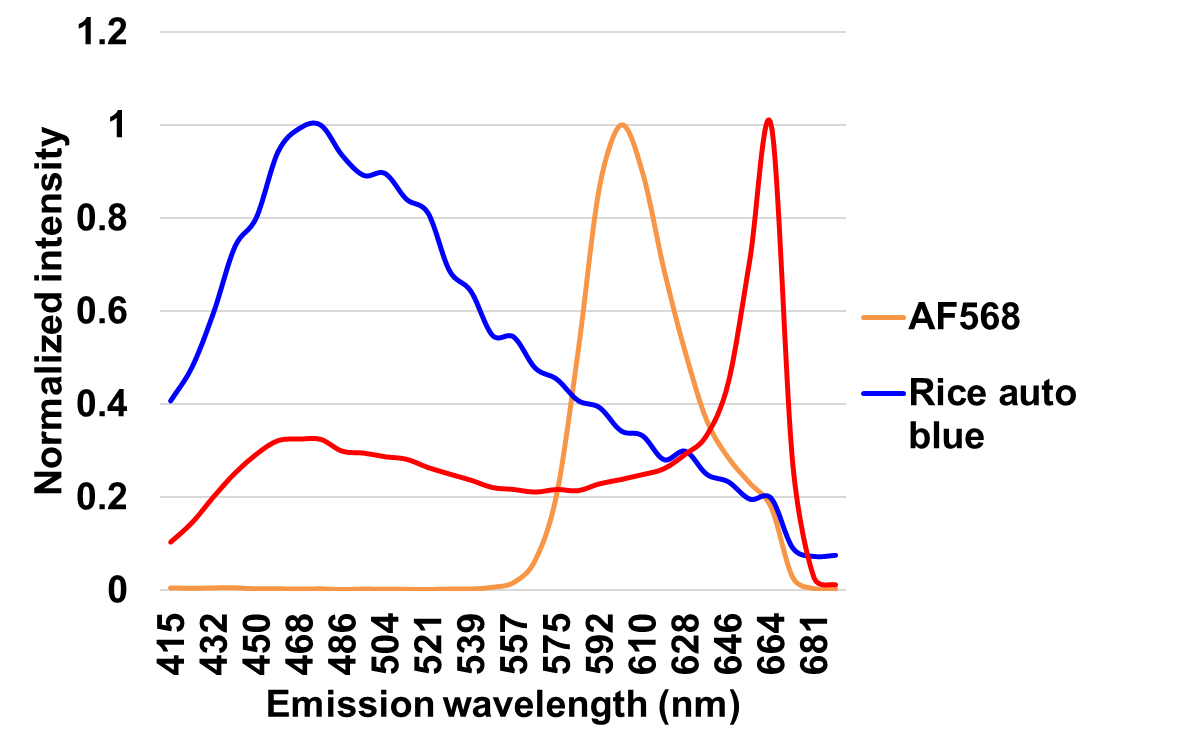 1.2
1
0.8
0.6
0.4
0.2
0
Normalized intensity
415 432 450 468 486 504 521 539 557 575 592 610 628 646 664 681
Emission wavelength (nm)
AF568
Rice auto
blue